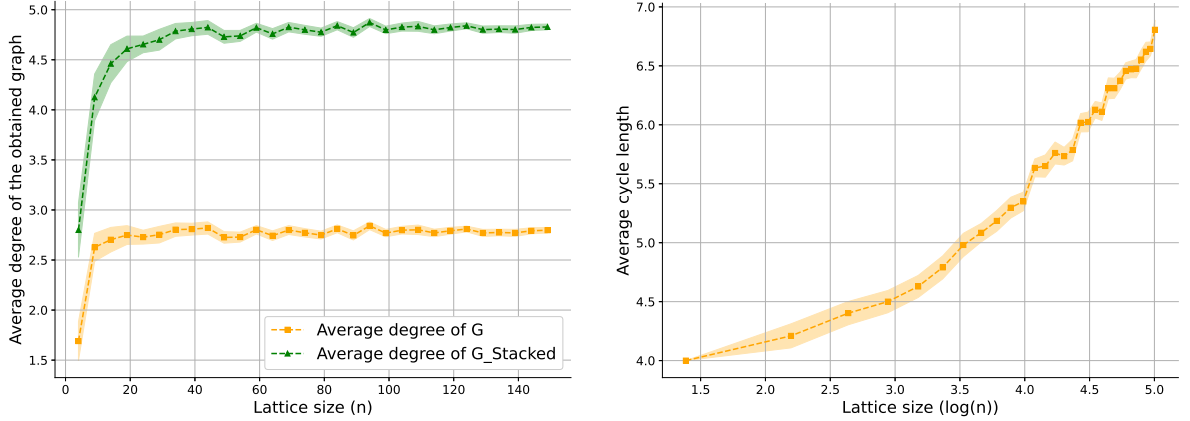 Average degree of the obtained graph
5.0
4.5
4.0
3.5
3.0
2.5
2.0
1.5
0 20 40 60 80 100 120 140
Lattice size (n)
Average degree of G
Average degree of G_Stacked
Average cycle length
7.0
6.5
6.0
5.5
5.0
4.5
4.0
1.5 2.0 2.5 3.0 3.5 4.0 4.5 5.0
Lattice size (log(n))